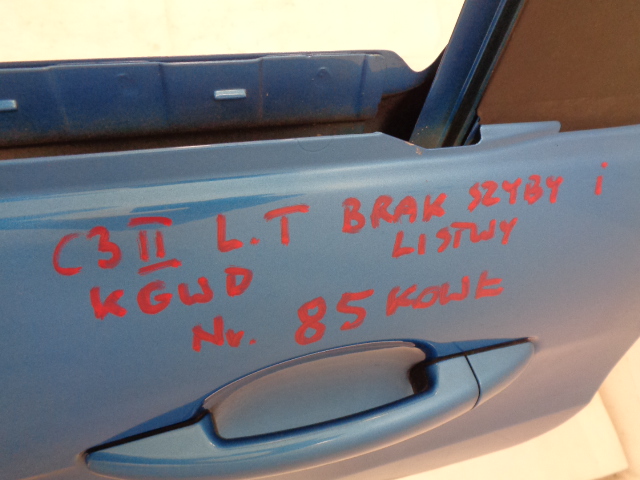 C3 II L.T BRAK SZYBY i
LISTWY
KGWD
Nr. 85 KOWE